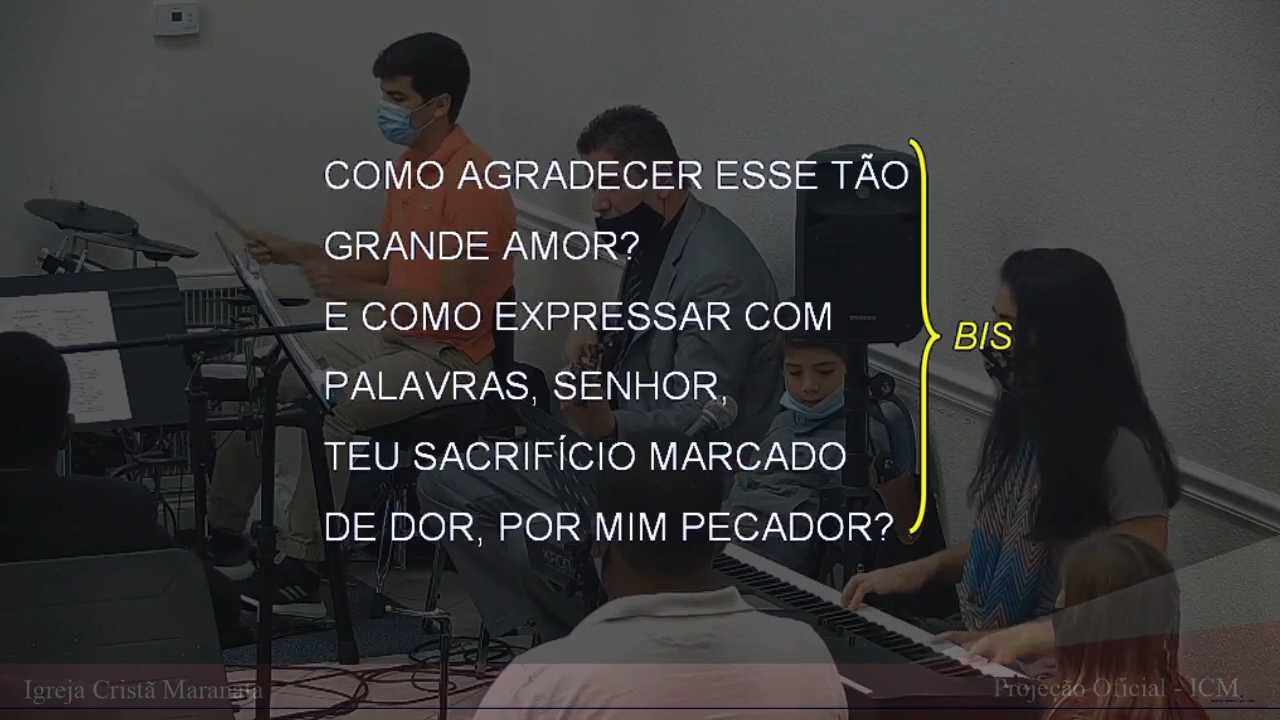 COMO AGRADECER ESSE TÃO
GRANDE AMOR?
E COMO EXPRESSAR COM
PALAVRAS, SENHOR,
TEU SACRIFÍCIO MARCADO
DE DOR, POR MIM PECADOR?
BIS
Igreja Cristã Maranata
Projeção Oficial - ICM